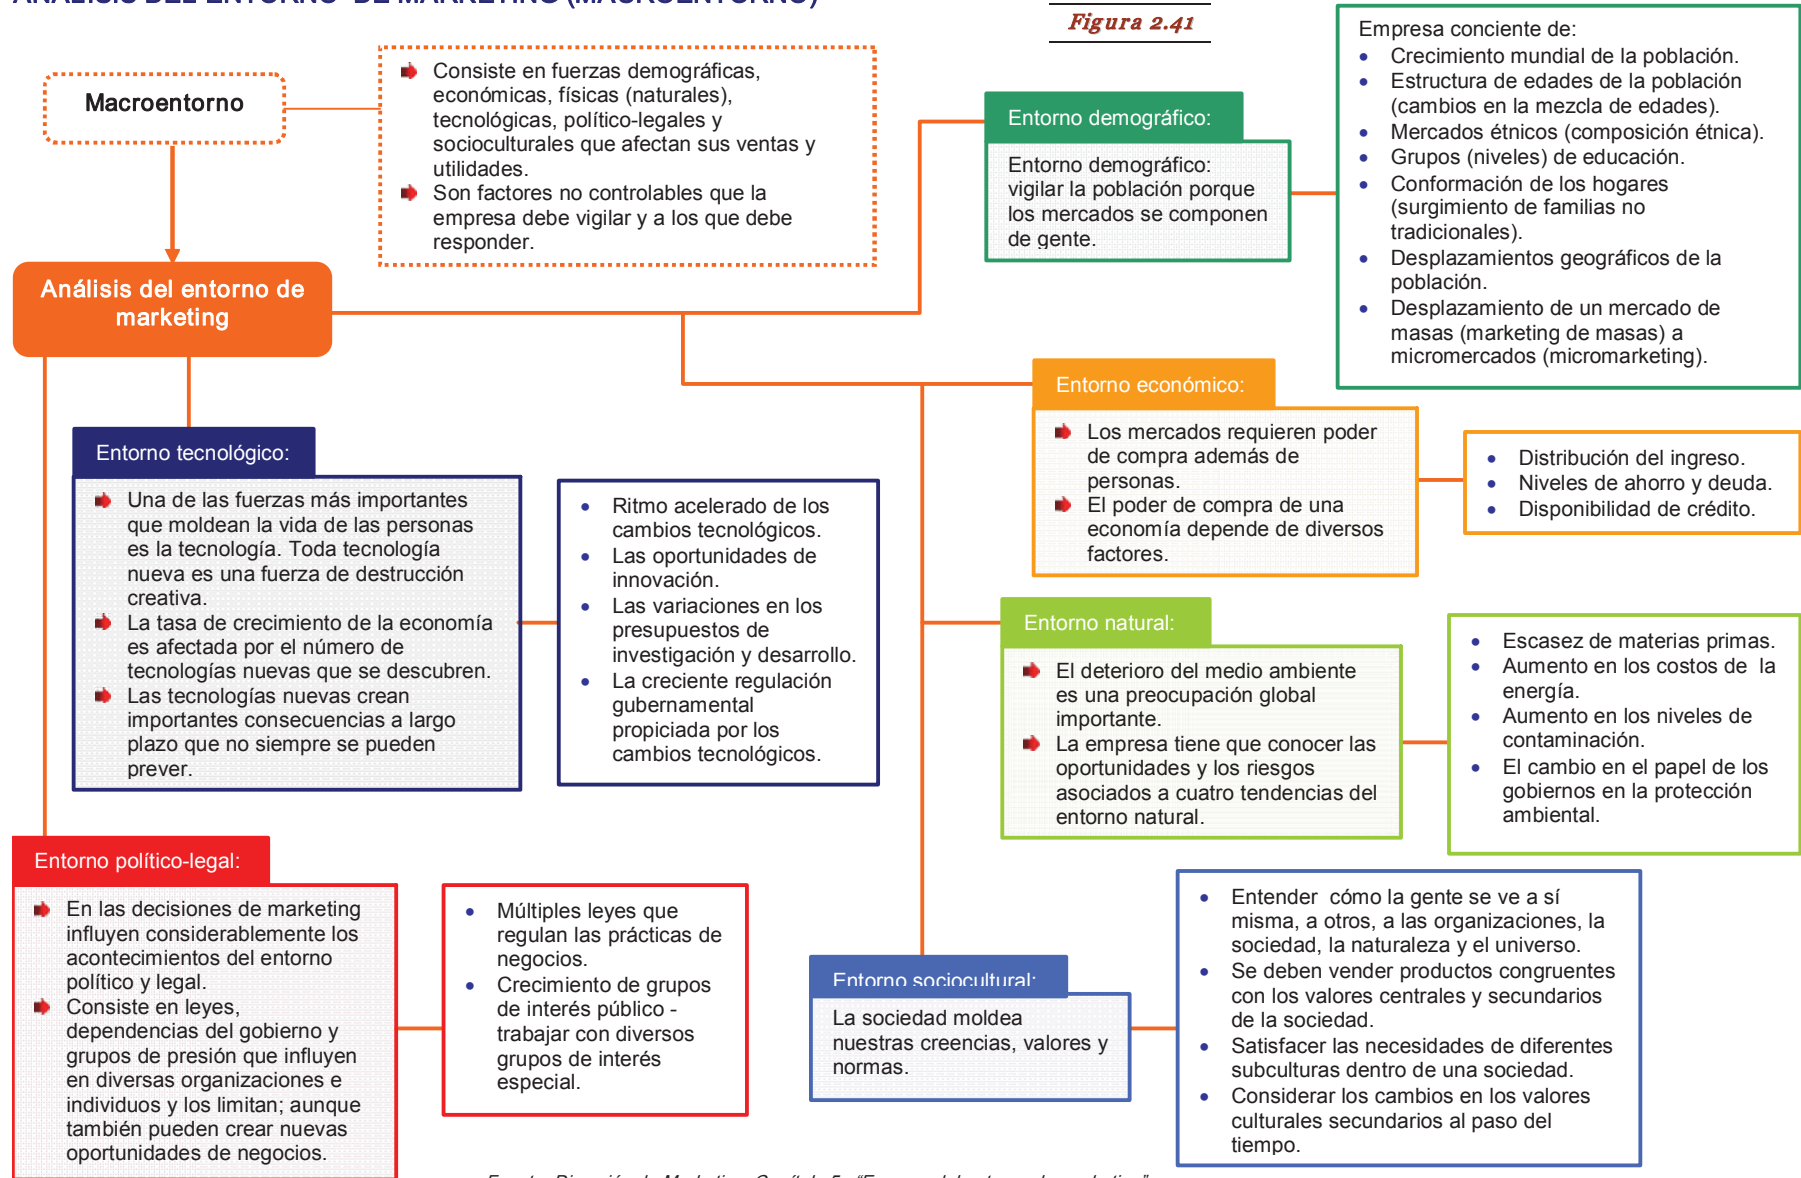 ANÁLISIS DEL ENTORNO DE MARKETING (MACROENTORNO)
Figura 2.41
Macroentorno
Consiste en fuerzas demográficas,
económicas, físicas (naturales),
tecnológicas, político-legales y
socioculturales que afectan sus ventas y
utilidades.
Son factores no controlables que la
empresa debe vigilar y a los que debe
responder.
Análisis del entorno de
marketing
Entorno demográfico:
Entorno demográfico:
vigilar la población porque
los mercados se componen
de gente.
Empresa conciente de:
Crecimiento mundial de la población.
Estructura de edades de la población
(cambios en la mezcla de edades).
Mercados étnicos (composición étnica).
Grupos (niveles) de educación.
Conformación de los hogares
(surgimiento de familias no
tradicionales).
Desplazamientos geográficos de la
población.
Desplazamiento de un mercado de
masas (marketing de masas) a
micromercados (micromarketing).
Entorno económico:
Los mercados requieren poder
de compra además de
personas.
El poder de compra de una
economía depende de diversos
factores.
Distribución del ingreso.
Niveles de ahorro y deuda.
Disponibilidad de crédito.
Entorno tecnológico:
Una de las fuerzas más importantes
que moldean la vida de las personas
es la tecnología. Toda tecnología
nueva es una fuerza de destrucción
creativa.
La tasa de crecimiento de la economía
es afectada por el número de
tecnologías nuevas que se descubren.
Las tecnologías nuevas crean
importantes consecuencias a largo
plazo que no siempre se pueden
prever.
Ritmo acelerado de los
cambios tecnológicos.
Las oportunidades de
innovación.
Las variaciones en los
presupuestos de
investigación y desarrollo.
La creciente regulación
gubernamental
propiciada por los
cambios tecnológicos.
Entorno natural:
El deterioro del medio ambiente
es una preocupación global
importante.
La empresa tiene que conocer las
oportunidades y los riesgos
asociados a cuatro tendencias del
entorno natural.
Escasez de materias primas.
Aumento en los costos de la
energía.
Aumento en los niveles de
contaminación.
El cambio en el papel de los
gobiernos en la protección
ambiental.
Entorno político-legal:
En las decisiones de marketing
influyen considerablemente los
acontecimientos del entorno
político y legal.
Consiste en leyes,
dependencias del gobierno y
grupos de presión que influyen
en diversas organizaciones e
individuos y los limitan; aunque
también pueden crear nuevas
oportunidades de negocios.
Múltiples leyes que
regulan las prácticas de
negocios.
Crecimiento de grupos
de interés público -
trabajar con diversos
grupos de interés
especial.
Entorno sociocultural:
La sociedad moldea
nuestras creencias, valores y
normas.
Entender cómo la gente se ve a sí
misma, a otros, a las organizaciones, la
sociedad, la naturaleza y el universo.
Se deben vender productos congruentes
con los valores centrales y secundarios
de la sociedad.
Satisfacer las necesidades de diferentes
subculturas dentro de una sociedad.
Considerar los cambios en los valores
culturales secundarios al paso del
tiempo.